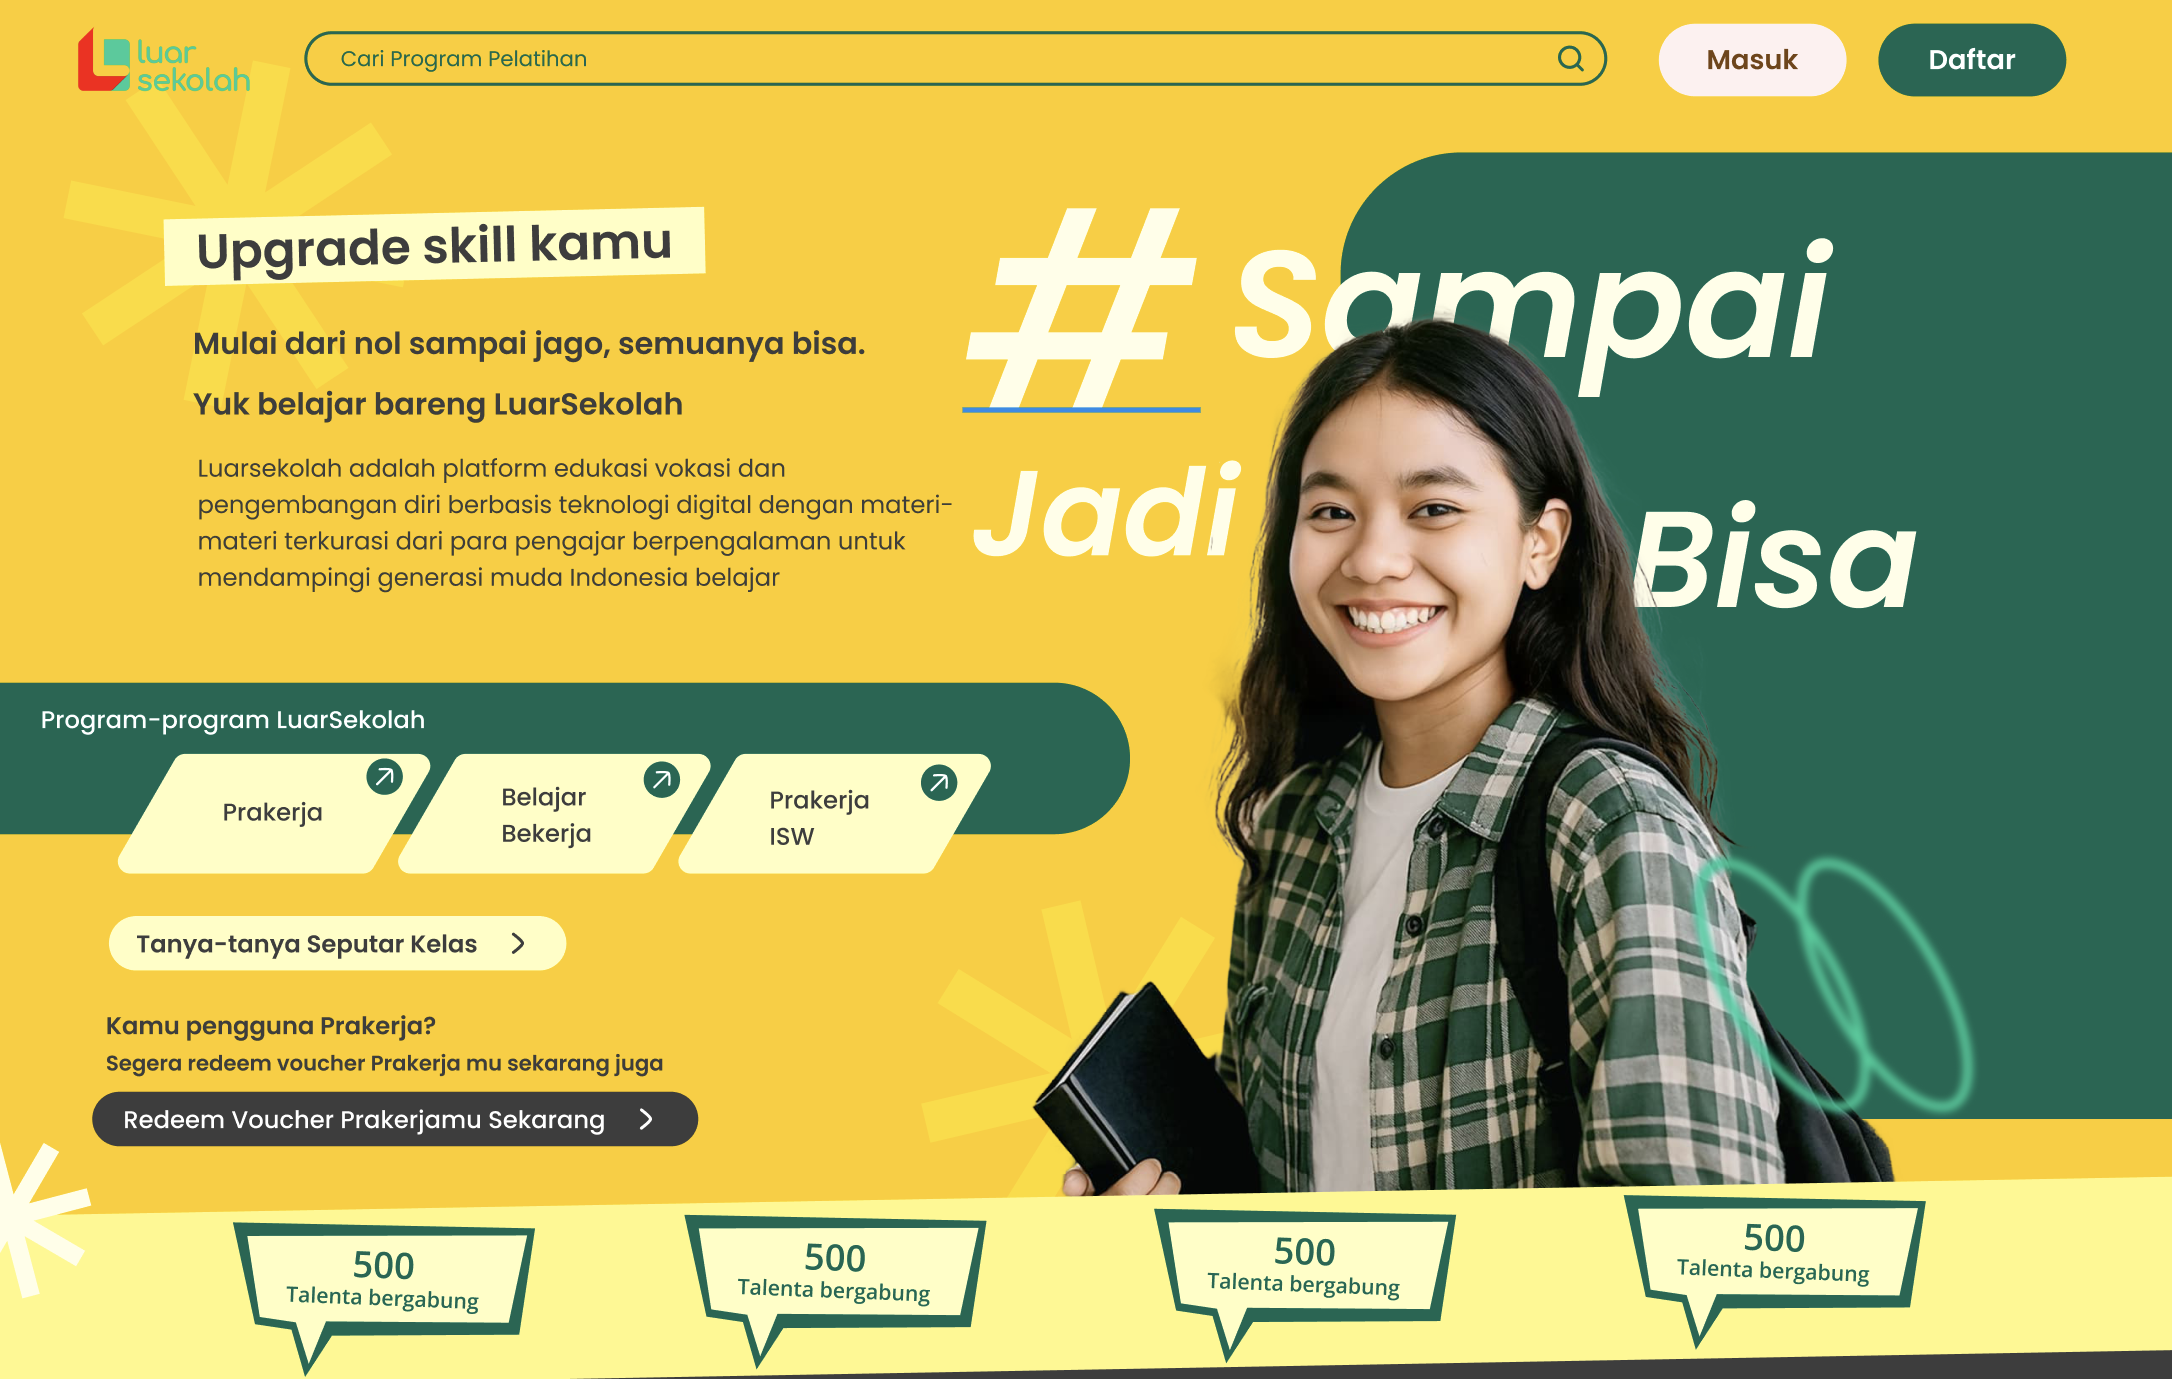 luar
sekolah
Cari Program Pelatihan
Masuk
Daftar
Upgrade skill kamu
Mulai dari nol sampai jago, semuanya bisa.
Yuk belajar bareng LuarSekolah
Luarsekolah adalah platform edukasi vokasi dan
pengembangan diri berbasis teknologi digital dengan materi-
materi terkurasi dari para pengajar berpengalaman untuk
mendampingi generasi muda Indonesia belajar
# Sampai
Jadi Bisa
Program-program LuarSekolah
Prakerja
Belajar
Bekerja
Prakerja
ISW
Tanya-tanya Seputar Kelas
Kamu pengguna Prakerja?
Segera redeem voucher Prakerja mu sekarang juga
Redeem Voucher Prakerjamu Sekarang
500
Talenta bergabung
500
Talenta bergabung
500
Talenta bergabung
500
Talenta bergabung